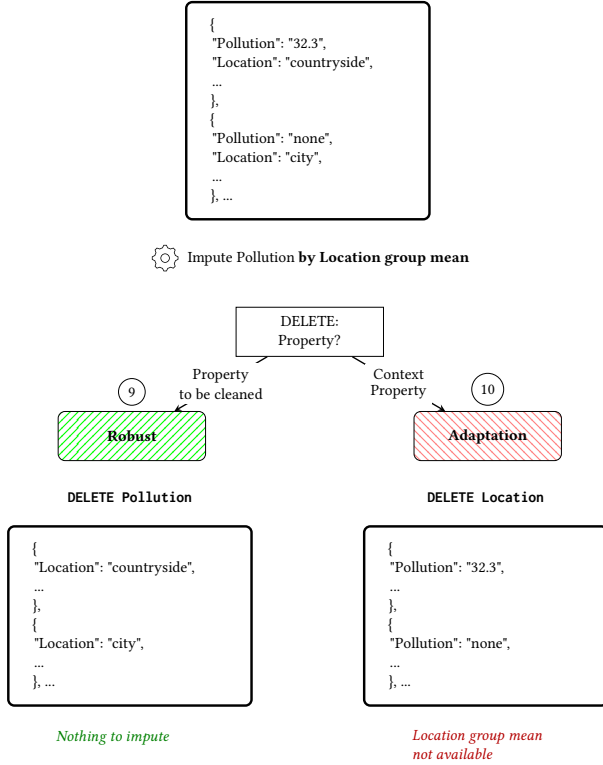 {
"Pollution": "32.3",
"Location": "countryside",
...
},
{
"Pollution": "none",
"Location": "city",
...
}, ...
Impute Pollution by Location group mean
DELETE:
Property?
Property
to be cleaned
Context
Property
9
10
Robust
Adaptation
DELETE Pollution
DELETE Location
{
"Location": "countryside",
...
},
{
"Location": "city",
...
}, ...
{
"Pollution": "32.3",
...
},
{
"Pollution": "none",
...
}, ...
Nothing to impute
Location group mean
not available